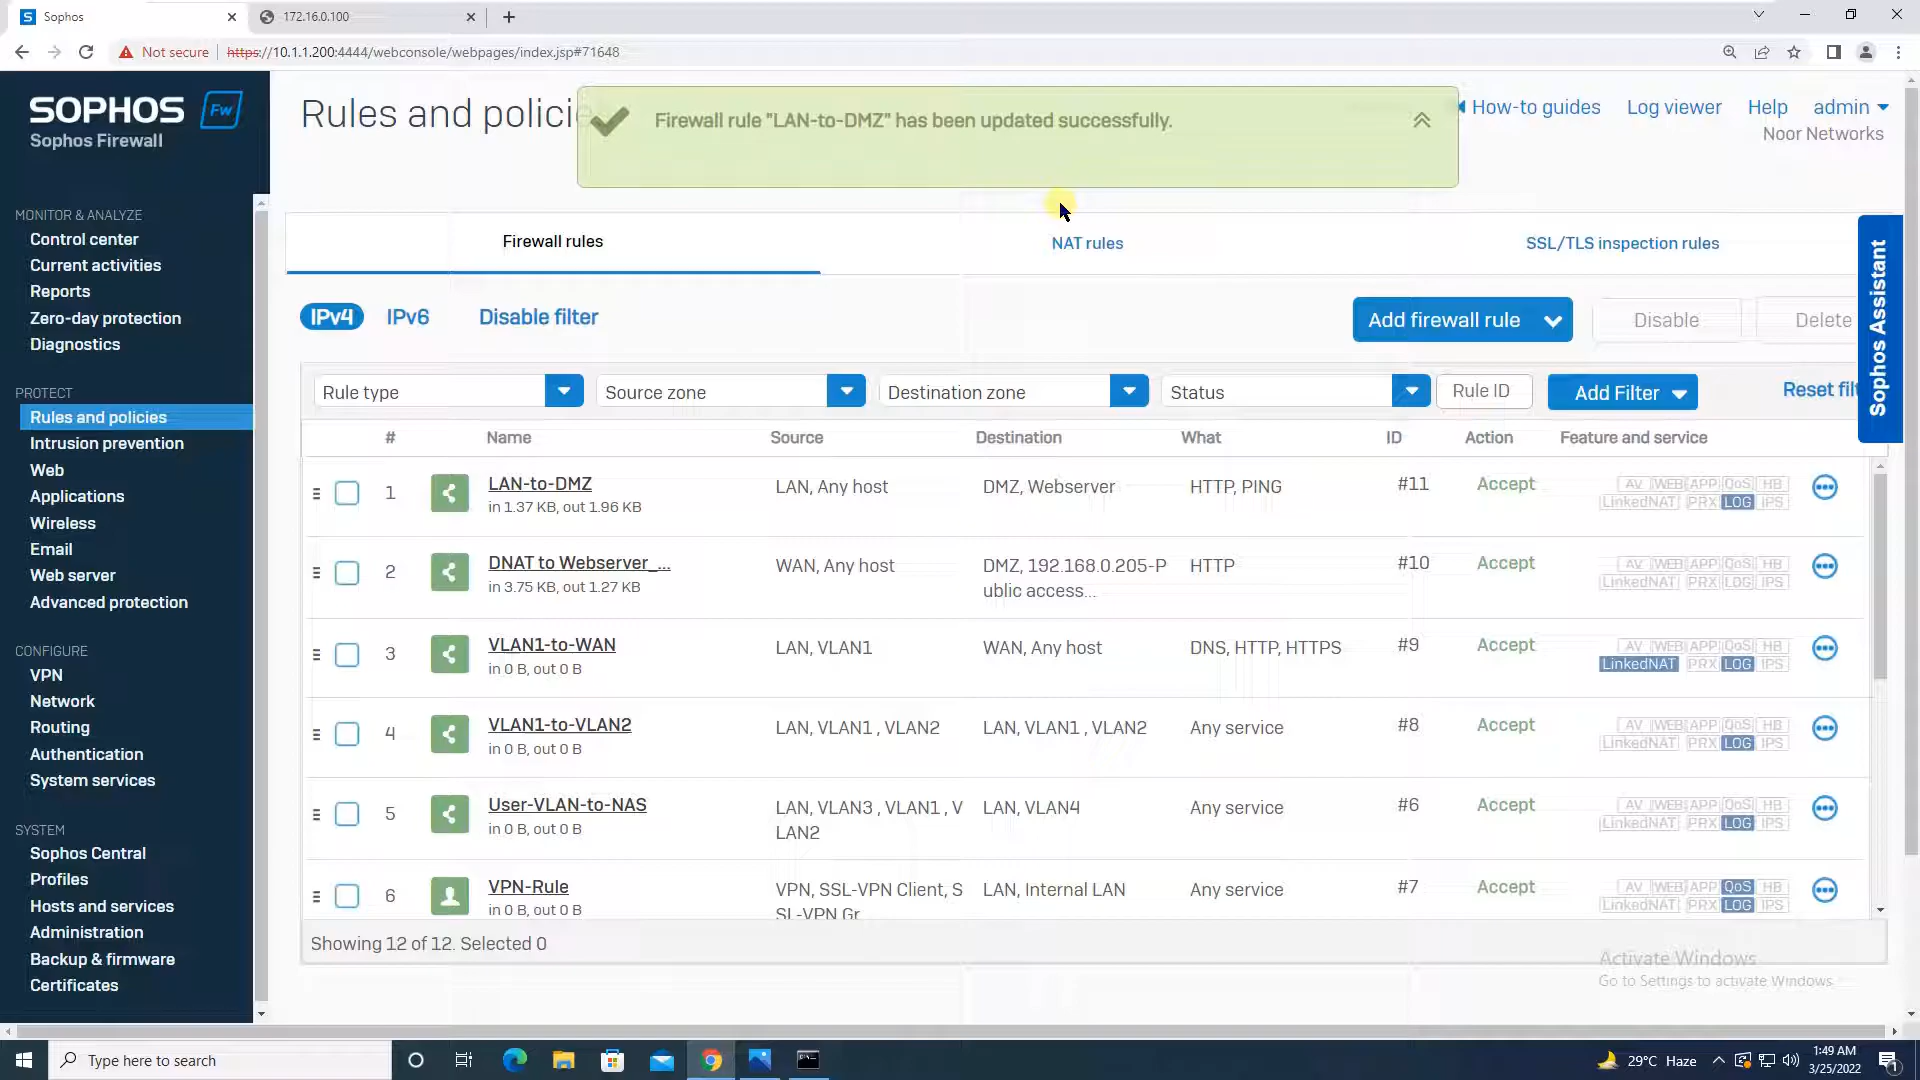 Sophos
172.16.0.100
Not secure
https://10.1.1.200:4444/webconsole/webpages/index.jsp#71648
SOPHOS
Fw
Sophos Firewall
MONITOR & ANALYZE
Control center
Current activities
Reports
Zero-day protection
Diagnostics
PROTECT
Rules and policies
Intrusion prevention
Web
Applications
Wireless
Email
Web server
Advanced protection
CONFIGURE
VPN
Network
Routing
Authentication
System services
SYSTEM
Sophos Central
Profiles
Hosts and services
Administration
Backup & firmware
Certificates
Rules and policie
Firewall rule "LAN-to-DMZ" has been updated successfully.
How-to guides Log viewer Help admin
Noor Networks
Firewall rules NAT rules SSL/TLS inspection rules
IPv4 IPv6 Disable filter
Add firewall rule Disable Delete
Sophos Assistant
Rule type Source zone Destination zone Status Rule ID Add Filter Reset filt
# Name Source Destination What ID Action Feature and service
1 LAN-to-DMZ LAN, Any host DMZ, Webserver HTTP, PING #11 Accept AV WEB APP QoS HB
in 1.37 KB, out 1.96 KB LinkedNAT PRX LOG IPS
2 DNAT to Webserver_... WAN, Any host DMZ, 192.168.0.205-P HTTP #10 Accept AV WEB APP QoS HB
in 3.75 KB, out 1.27 KB ublic access... LinkedNAT PRX LOG IPS
3 VLAN1-to-WAN LAN, VLAN1 WAN, Any host DNS, HTTP, HTTPS #9 Accept AV WEB APP QoS HB
in 0 B, out 0 B LinkedNAT PRX LOG IPS
4 VLAN1-to-VLAN2 LAN, VLAN1 , VLAN2 LAN, VLAN1 , VLAN2 Any service #8 Accept AV WEB APP QoS HB
in 0 B, out 0 B LinkedNAT PRX LOG IPS
5 User-VLAN-to-NAS LAN, VLAN3 , VLAN1 , V LAN, VLAN4 Any service #6 Accept AV WEB APP QoS HB
in 0 B, out 0 B LAN2 LinkedNAT PRX LOG IPS
6 VPN-Rule VPN, SSL-VPN Client, S LAN, Internal LAN Any service #7 Accept AV WEB APP QoS HB
in 0 B, out 0 B SL-VPN Gr LinkedNAT PRX LOG IPS
Showing 12 of 12. Selected 0
Activate Windows
Go to Settings to activate Windows.
Type here to search
29°C Haze
1:49 AM
3/25/2022
1